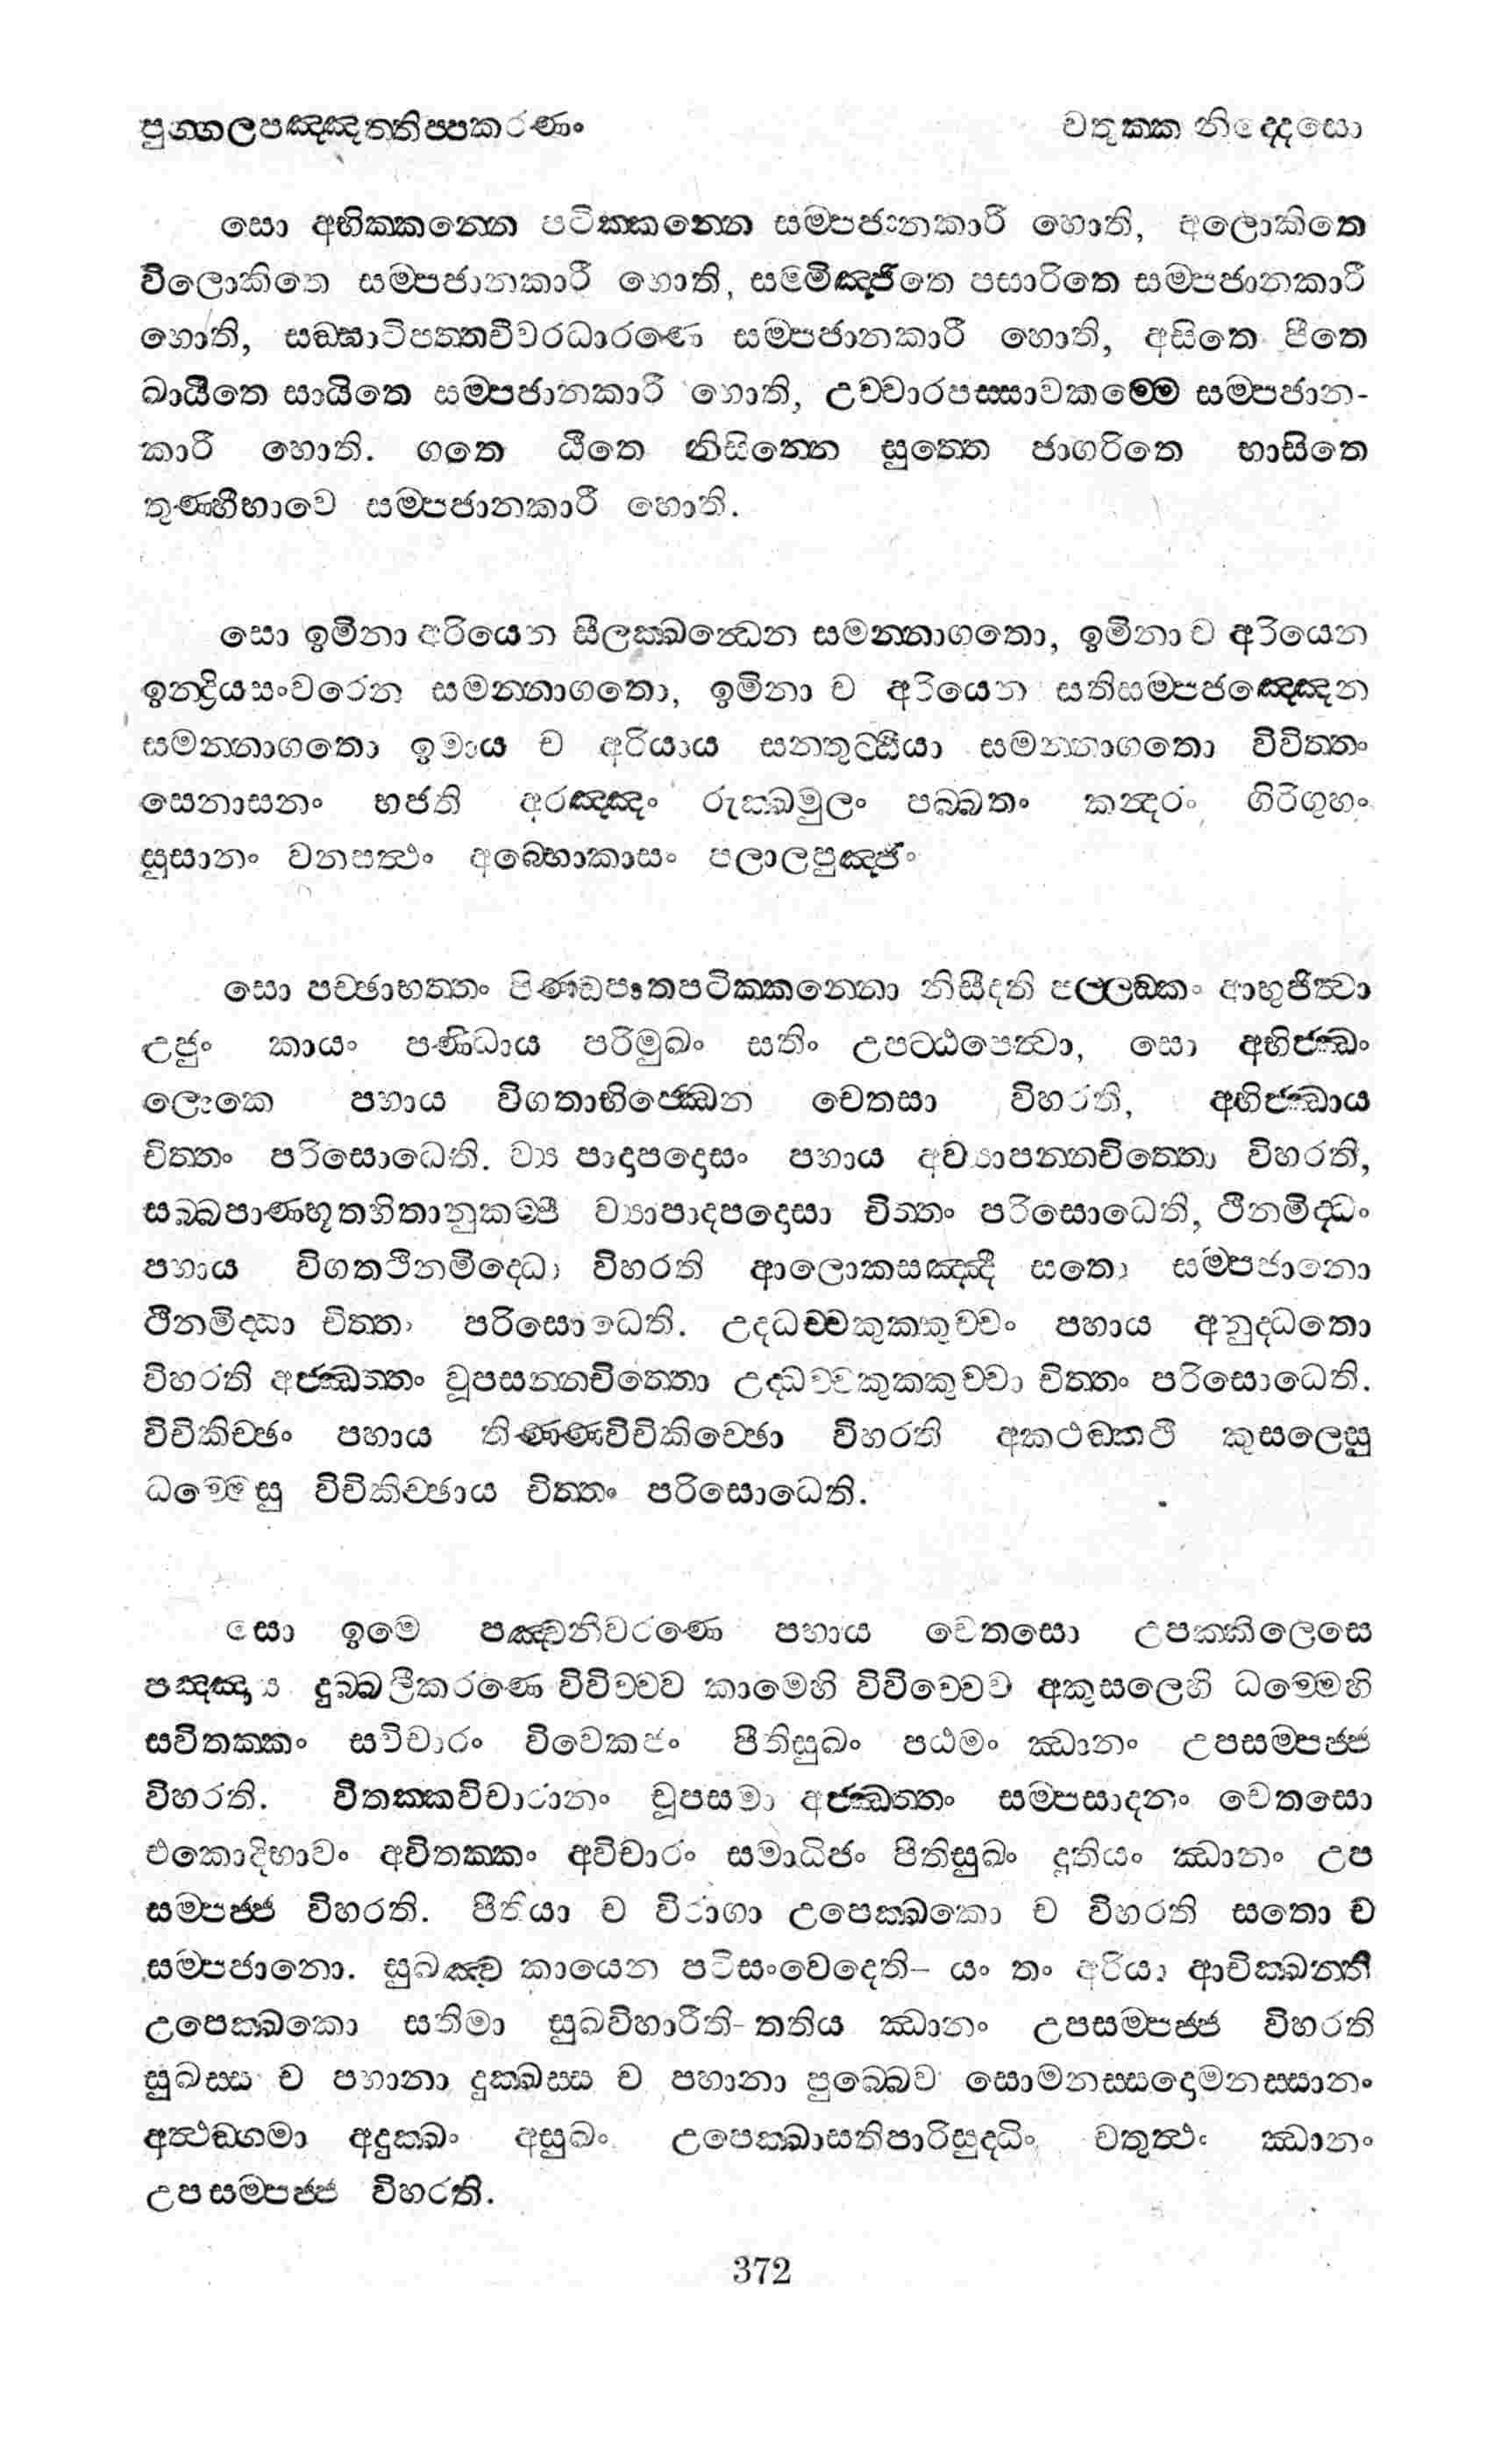 පුග්ගලපඤ්ඤත්තිප්පකරණං
චතුක්ක නිද්දෙසො
සො අභික්කන්තෙ පටික්කන්තෙ සම්පජානකාරී හොති, අලොකිතෙ
විලොකිතෙ සම්පජානකාරී හොති, සම්මිඤ්ජිතෙ පසාරිතෙ සම්පජානකාරී
හොති, සඞ්ඝාටිපත්තචීවරධාරණෙ සම්පජානකාරී හොති, අසිතෙ පීතෙ
ඛායිතෙ සායිතෙ සම්පජානකාරී හොති, උච්චාරපස්සාවකම්මෙ සම්පජාන-
කාරී හොති. ගතෙ ඨිතෙ නිසින්නෙ සුත්තෙ ජාගරිතෙ භාසිතෙ
තුණ්හීභාවෙ සම්පජානකාරී හොති.
සො ඉමිනා අරියෙන සීලක්ඛන්ධෙන සමන්නාගතො, ඉමිනා ච අරියෙන
ඉන්ද්‍රියසංවරෙන සමන්නාගතො, ඉමිනා ච අරියෙන සතිසම්පජඤ්ඤෙන
සමන්නාගතො ඉමාය ච අරියාය සන්තුට්ඨියා සමන්නාගතො විවිත්තං
සෙනාසනං භජති අරඤ්ඤං රුක්ඛමූලං පබ්බතං කන්දරං ගිරිගුහං
සුසානං වනපත්ථං අබ්භොකාසං පලාලපුඤ්ජං
සො පච්ඡාභත්තං පිණ්ඩපාතපටික්කන්තො නිසීදති පල්ලඞ්කං ආභුජිත්වා
උජුං කායං පණිධාය පරිමුඛං සතිං උපට්ඨපෙත්වා, සො අභිජ්ඣං
ලොකෙ පහාය විගතාභිජ්ඣෙන චෙතසා විහරති, අභිජ්ඣාය
චිත්තං පරිසොධෙති. ව්‍යාපාදපදොසං පහාය අව්‍යාපන්නචිත්තො විහරති,
සබ්බපාණභූතහිතානුකම්පී ව්‍යාපාදපදොසා චිත්තං පරිසොධෙති, ථීනමිද්ධං
පහාය විගතථීනමිද්ධො විහරති ආලොකසඤ්ඤී සතො සම්පජානො
ථීනමිද්ධා චිත්තං පරිසොධෙති. උද්ධච්චකුක්කුච්චං පහාය අනුද්ධතො
විහරති අජ්ඣත්තං වූපසන්නචිත්තො උද්ධච්චකුක්කුච්චා චිත්තං පරිසොධෙති.
විචිකිච්ඡං පහාය තිණ්ණවිචිකිච්ඡො විහරති අකථඞ්කථී කුසලෙසු
ධම්මෙසු විචිකිච්ඡාය චිත්තං පරිසොධෙති.
සො ඉමෙ පඤ්චනීවරණෙ පහාය චෙතසො උපක්කිලෙසෙ
පඤ්ඤාය දුබ්බලීකරණෙ විවිච්චව කාමෙහි විවිච්චෙව අකුසලෙහි ධම්මෙහි
සවිතක්කං සවිචාරං විවෙකජං පීතිසුඛං පඨමං ඣානං උපසම්පජ්ජ
විහරති. විතක්කවිචාරානං වූපසමා අජ්ඣත්තං සම්පසාදනං චෙතසො
එකොදිභාවං අවිතක්කං අවිචාරං සමාධිජං පීතිසුඛං දුතියං ඣානං උප
සම්පජ්ජ විහරති. පීතියා ච විරාගා උපෙක්ඛකො ච විහරති සතො ච
සම්පජානො. සුඛඤ්ච කායෙන පටිසංවෙදෙති- යං තං අරියා ආචික්ඛන්ති
උපෙක්ඛකො සතිමා සුඛවිහාරීති- තතිය ඣානං උපසම්පජ්ජ විහරති
සුඛස්ස ච පහානා දුක්ඛස්ස ච පහානා පුබ්බෙව සොමනස්සදොමනස්සානං
අත්ථඞ්ගමා අදුක්ඛං අසුඛං උපෙක්ඛාසතිපාරිසුද්ධිං චතුත්ථං ඣානං
උපසම්පජ්ජ විහරති.
372